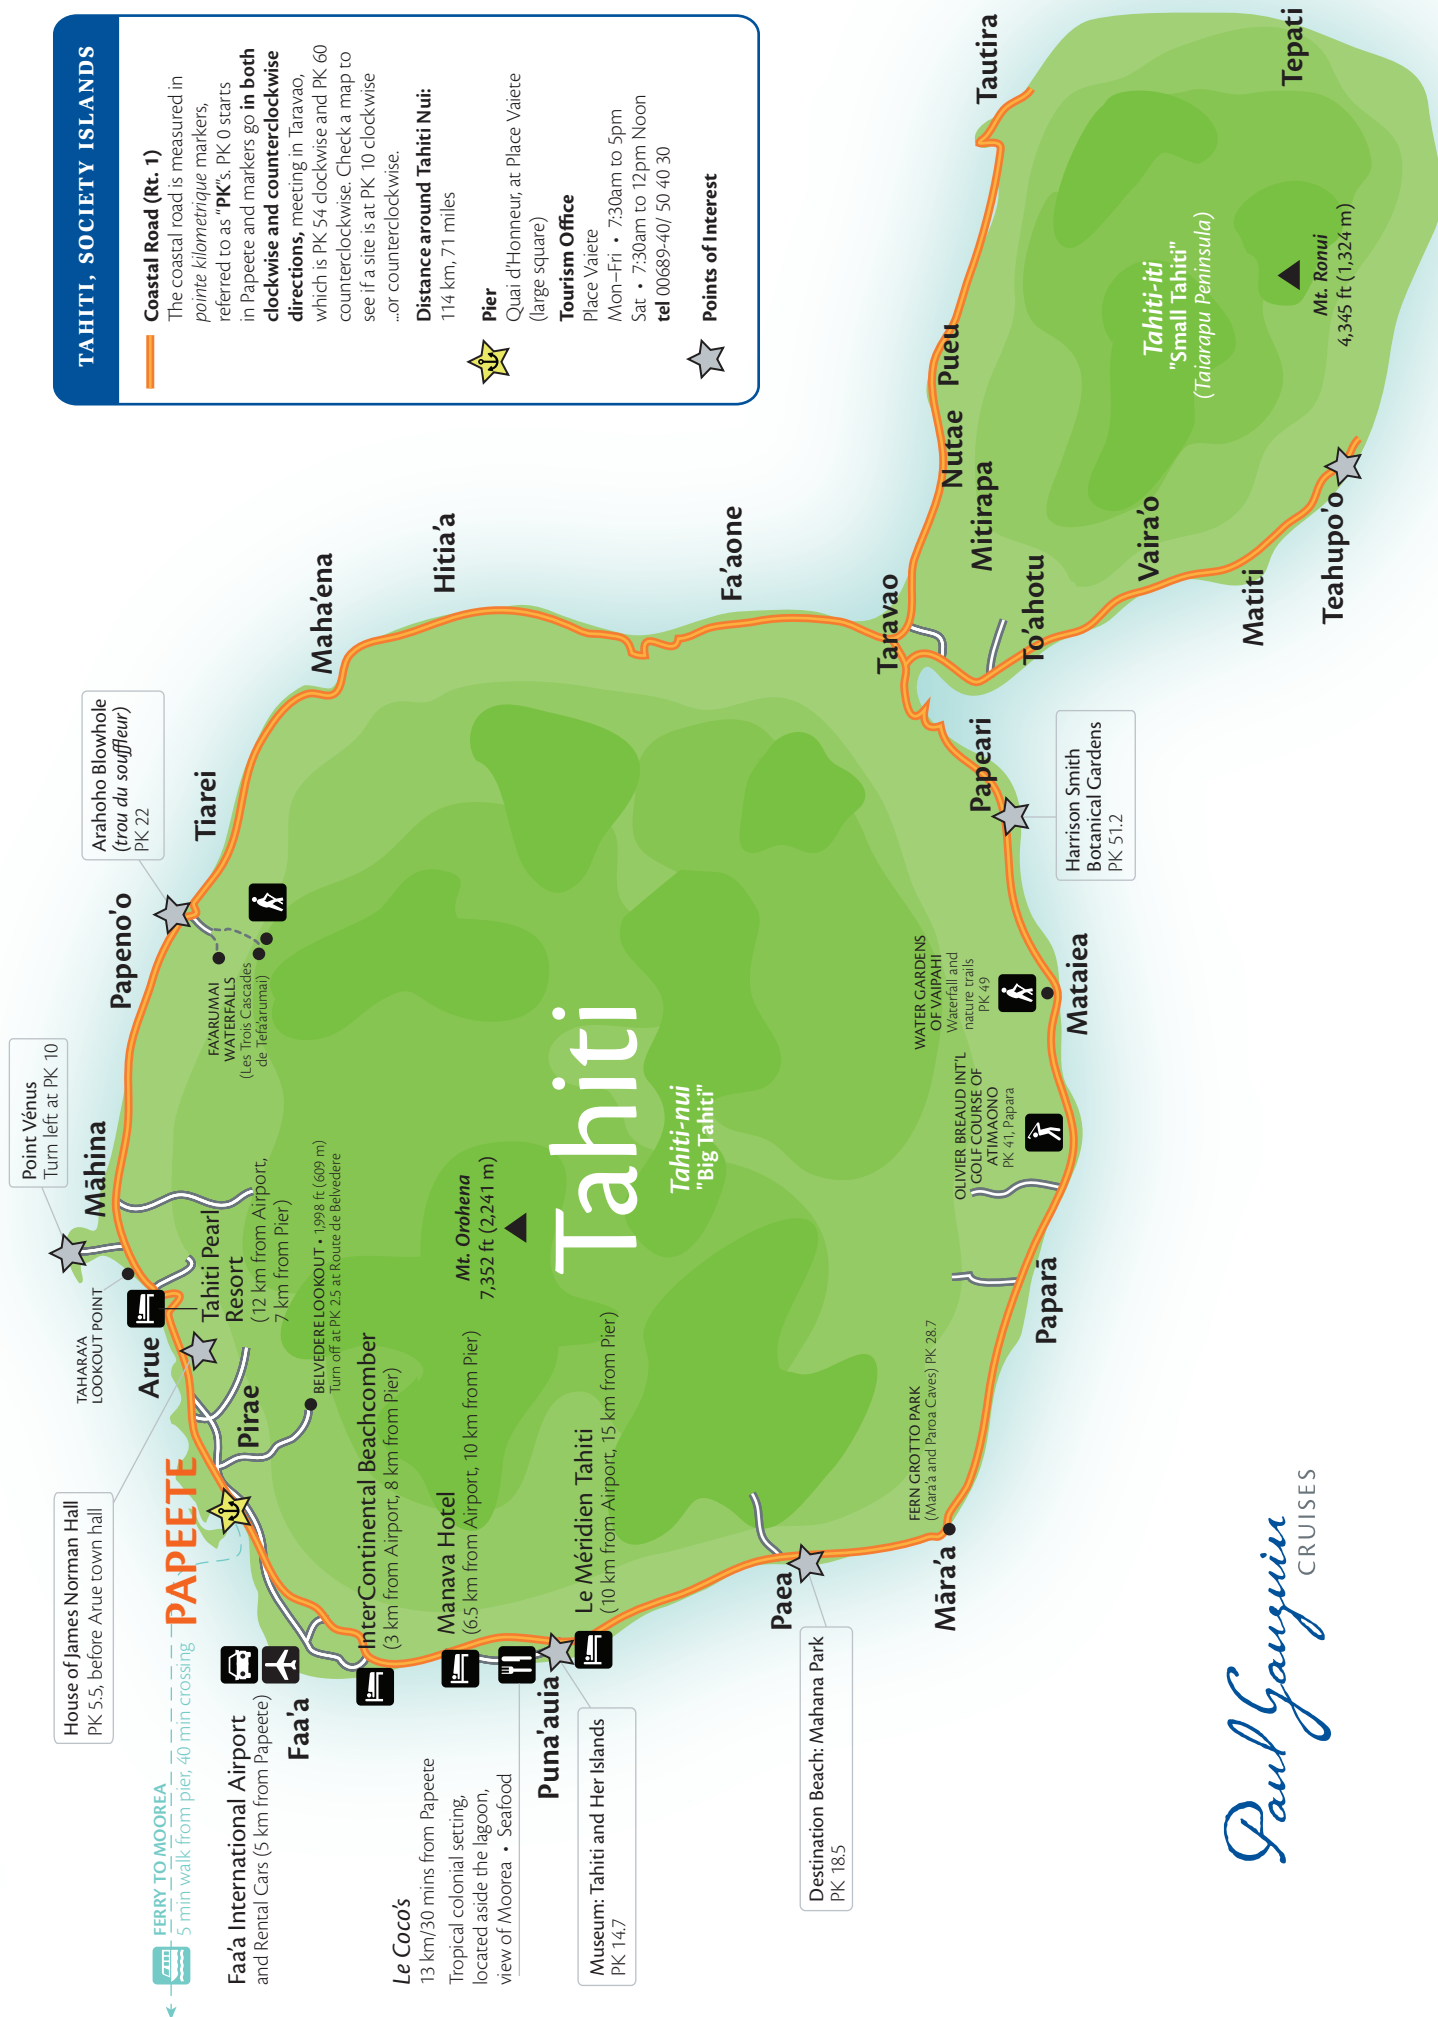 TAHITI, SOCIETY ISLANDS
Coastal Road (Rt. 1)
The coastal road is measured in
pointe kilometrique markers,
referred to as "PK"s. PK 0 starts
in Papeete and markers go in both
clockwise and counterclockwise
directions, meeting in Taravao,
which is PK 54 clockwise and PK 60
counterclockwise. Check a map to
see if a site is at PK 10 clockwise
...or counterclockwise.
Distance around Tahiti Nui:
114 km, 71 miles
Pier
Quai d'Honneur, at Place Vaiete
(large square)
Tourism Office
Place Vaiete
Mon–Fri • 7:30am to 5pm
Sat • 7:30am to 12pm Noon
tel 00689-40/ 50 40 30
Points of Interest
FERRY TO MOOREA
5 min walk from pier, 40 min crossing
PAPEETE
House of James Norman Hall
PK 5.5, before Arue town hall
TAHARA'A
LOOKOUT POINT
Point Vénus
Turn left at PK 10
Māhina
Arue
Pirae
Tahiti Pearl
Resort
(12 km from Airport,
7 km from Pier)
BELVEDERE LOOKOUT • 1,998 ft (609 m)
Turn off at PK 2.5 at Route de Belvedere
Papeno'o
Arahoho Blowhole
(trou du souffleur)
PK 22
FA'ARUMAI
WATERFALLS
(Les Trois Cascades
de Tefa'arumai)
Tiarei
Maha'ena
Hitia'a
Fa'aone
Faa'a International Airport
and Rental Cars (5 km from Papeete)
Faa'a
InterContinental Beachcomber
(3 km from Airport, 8 km from Pier)
Manava Hotel
(6.5 km from Airport, 10 km from Pier)
Le Coco's
13 km/30 mins from Papeete
Tropical colonial setting,
located aside the lagoon,
view of Moorea • Seafood
Puna'auia
Le Méridien Tahiti
(10 km from Airport, 15 km from Pier)
Museum: Tahiti and Her Islands
PK 14.7
Mt. Orohena
7,352 ft (2,241 m)
Tahiti
Tahiti-nui
"Big Tahiti"
Paea
Destination Beach: Mahana Park
PK 18.5
Māra'a
FERN GROTTO PARK
(Mara'a and Paroa Caves) PK 28.7
Papará
OLIVIER BREAUD INT'L
GOLF COURSE OF
ATIMAONO
PK 41, Papara
WATER GARDENS
OF VAIPAHI
Waterfall and
nature trails
PK 49
Mataiea
Papeari
Harrison Smith
Botanical Gardens
PK 51.2
Taravao
Nutae
Pueu
Tautira
Mitirapa
To'ahotu
Vaira'o
Matiti
Teahupo'o
Tepati
Tahiti-iti
"Small Tahiti"
(Taiarapu Peninsula)
Mt. Ronui
4,345 ft (1,324 m)
Paul Gauguin
CRUISES